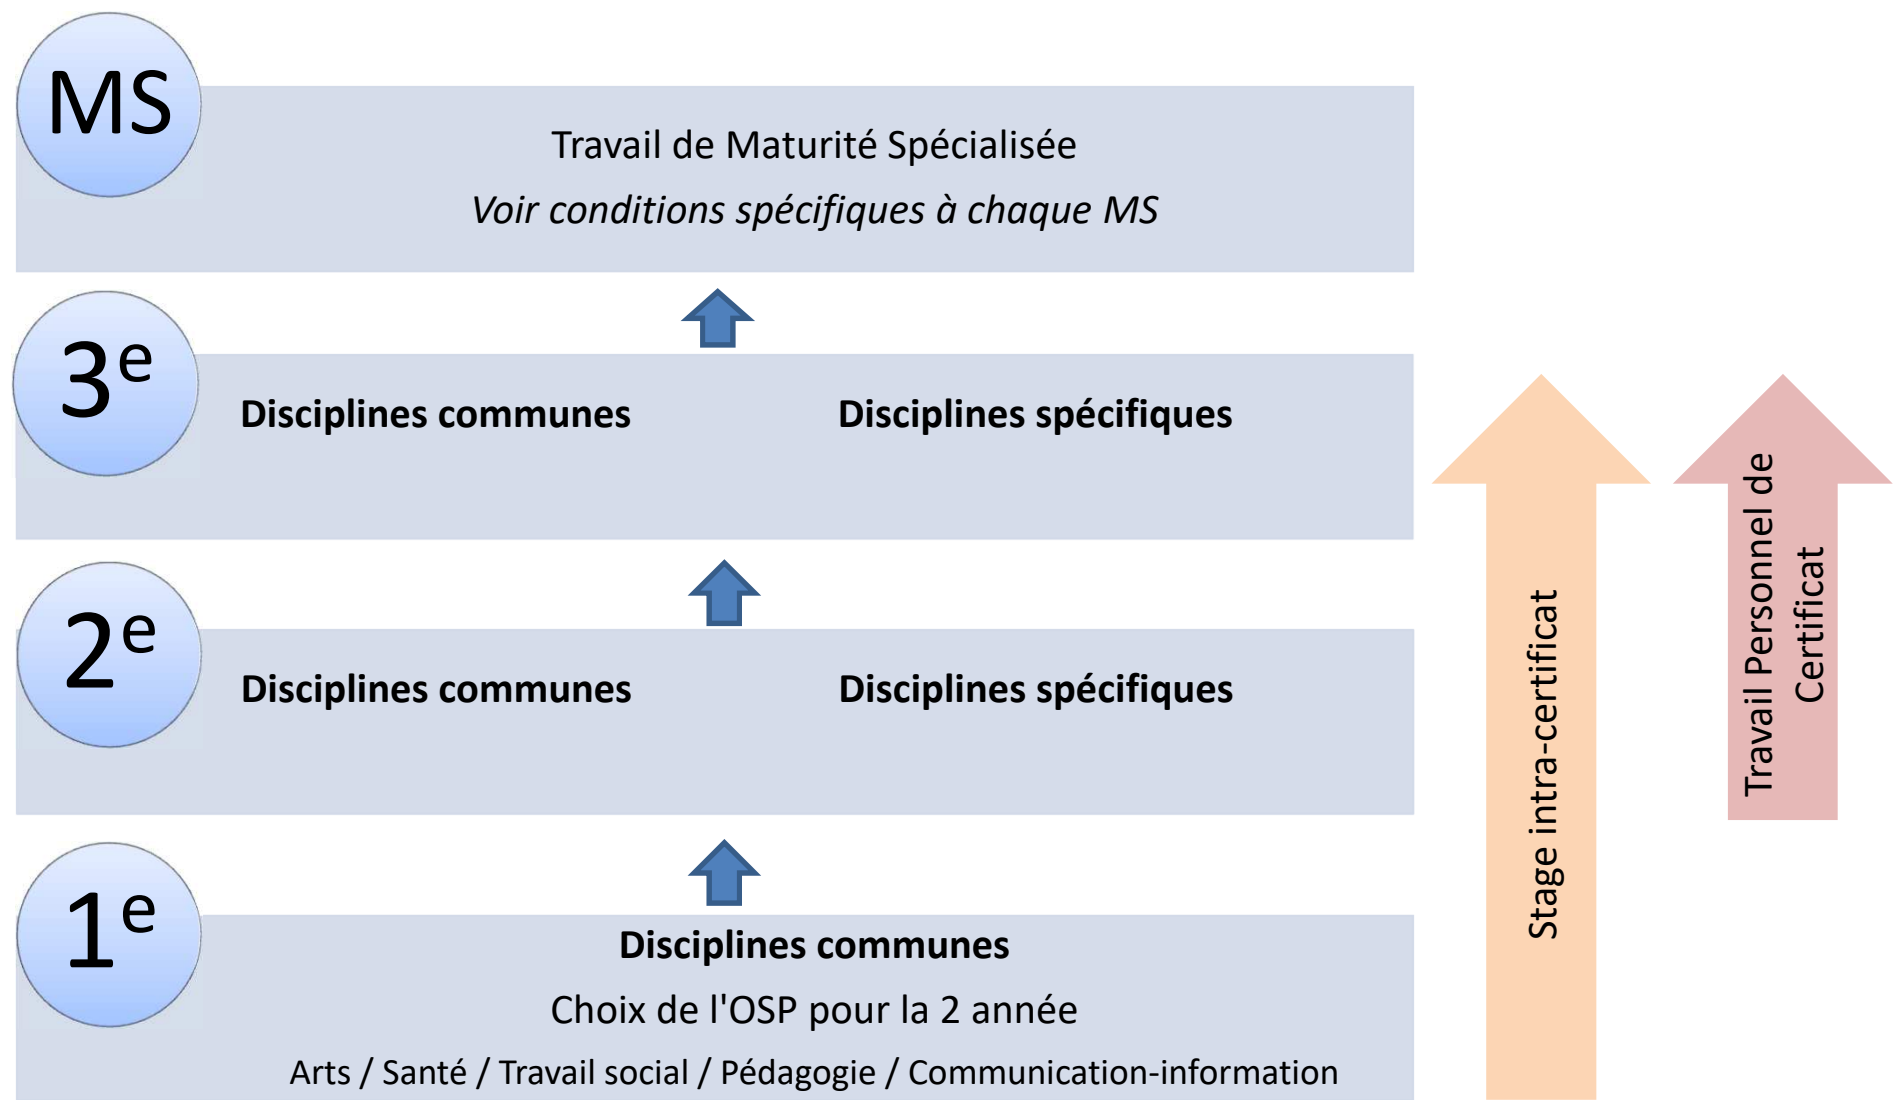 MS
Travail de Maturité Spécialisée
Voir conditions spécifiques à chaque MS
3e
Disciplines communes
Disciplines spécifiques
2e
Disciplines communes
Disciplines spécifiques
1e
Disciplines communes
Choix de l'OSP pour la 2 année
Arts / Santé / Travail social / Pédagogie / Communication-information
Stage intra-certificat
Travail Personnel de
Certificat